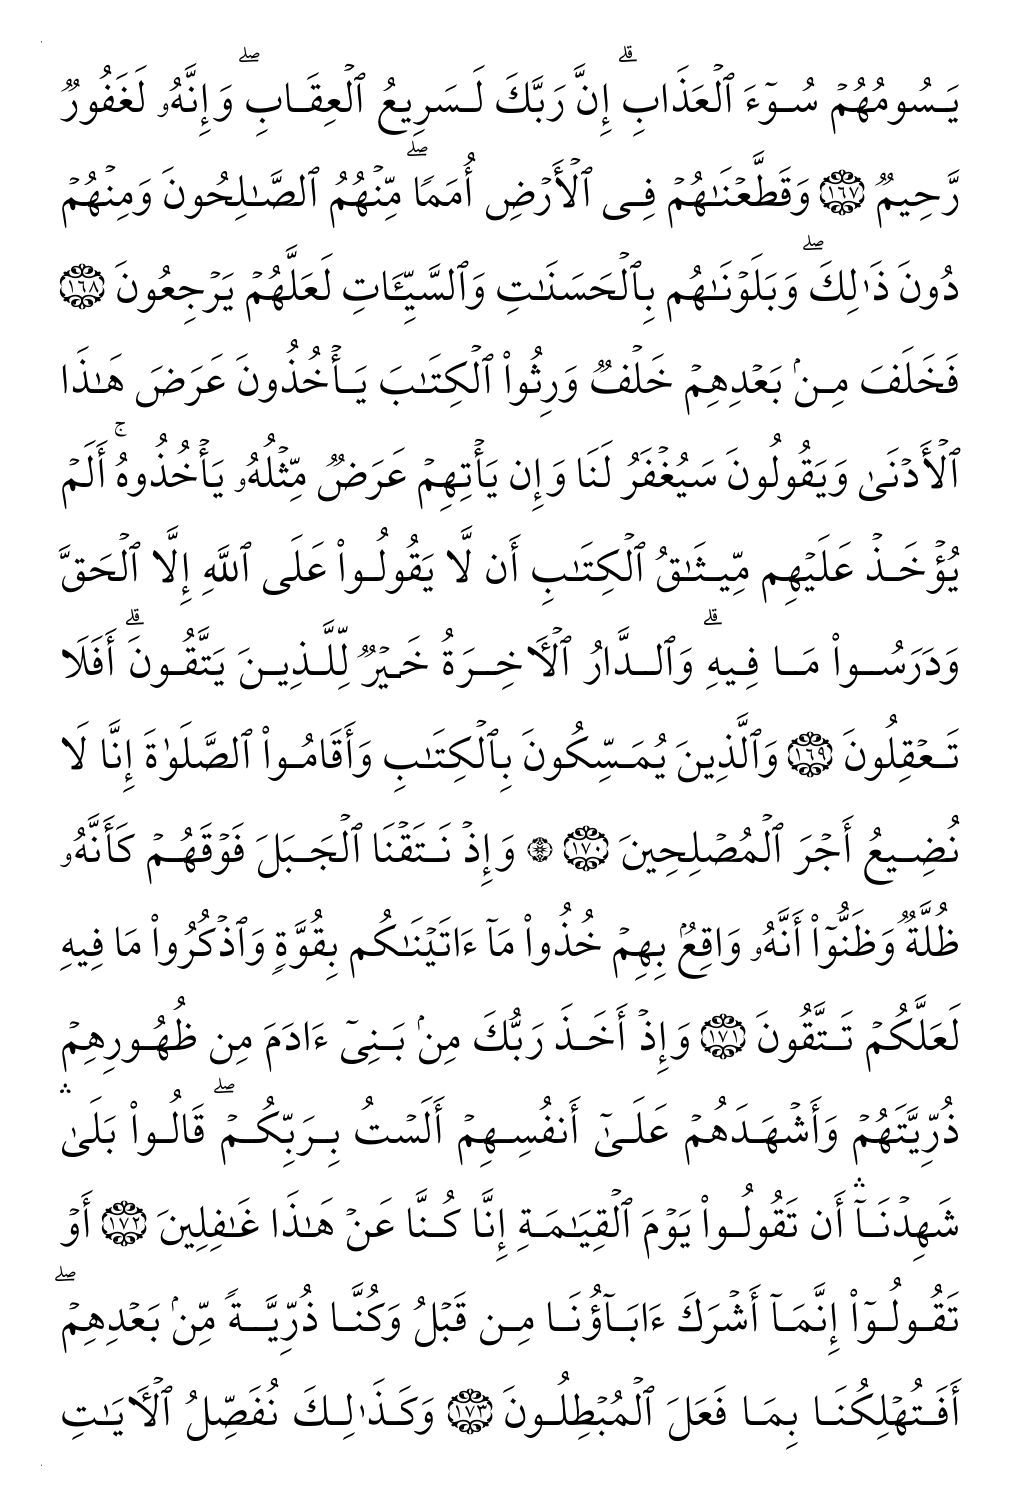 يَسُومُهُمۡ سُوٓءَ ٱلۡعَذَابِۗ إِنَّ رَبَّكَ لَسَرِيعُ ٱلۡعِقَابِۖ وَإِنَّهُۥ لَغَفُورٞ
رَّحِيمٞ ١٦٧ وَقَطَّعۡنَٰهُمۡ فِي ٱلۡأَرۡضِ أُمَمٗاۖ مِّنۡهُمُ ٱلصَّٰلِحُونَ وَمِنۡهُمۡ
دُونَ ذَٰلِكَۖ وَبَلَوۡنَٰهُم بِٱلۡحَسَنَٰتِ وَٱلسَّيِّـَٔاتِ لَعَلَّهُمۡ يَرۡجِعُونَ ١٦٨
فَخَلَفَ مِنۢ بَعۡدِهِمۡ خَلۡفٞ وَرِثُواْ ٱلۡكِتَٰبَ يَأۡخُذُونَ عَرَضَ هَٰذَا
ٱلۡأَدۡنَىٰ وَيَقُولُونَ سَيُغۡفَرُ لَنَا وَإِن يَأۡتِهِمۡ عَرَضٞ مِّثۡلُهُۥ يَأۡخُذُوهُۚ أَلَمۡ
يُؤۡخَذۡ عَلَيۡهِم مِّيثَٰقُ ٱلۡكِتَٰبِ أَن لَّا يَقُولُواْ عَلَى ٱللَّهِ إِلَّا ٱلۡحَقَّ
وَدَرَسُواْ مَا فِيهِۗ وَٱلدَّارُ ٱلۡأٓخِرَةُ خَيۡرٞ لِّلَّذِينَ يَتَّقُونَۗ أَفَلَا
تَعۡقِلُونَ ١٦٩ وَٱلَّذِينَ يُمَسِّكُونَ بِٱلۡكِتَٰبِ وَأَقَامُواْ ٱلصَّلَوٰةَ إِنَّا لَا
نُضِيعُ أَجۡرَ ٱلۡمُصۡلِحِينَ ١٧٠ ۞ وَإِذۡ نَتَقۡنَا ٱلۡجَبَلَ فَوۡقَهُمۡ كَأَنَّهُۥ
ظُلَّةٞ وَظَنُّوٓاْ أَنَّهُۥ وَاقِعُۢ بِهِمۡ خُذُواْ مَآ ءَاتَيۡنَٰكُم بِقُوَّةٖ وَٱذۡكُرُواْ مَا فِيهِ
لَعَلَّكُمۡ تَتَّقُونَ ١٧١ وَإِذۡ أَخَذَ رَبُّكَ مِنۢ بَنِيٓ ءَادَمَ مِن ظُهُورِهِمۡ
ذُرِّيَّتَهُمۡ وَأَشۡهَدَهُمۡ عَلَىٰٓ أَنفُسِهِمۡ أَلَسۡتُ بِرَبِّكُمۡۖ قَالُواْ بَلَىٰۛ
شَهِدۡنَآۛ أَن تَقُولُواْ يَوۡمَ ٱلۡقِيَٰمَةِ إِنَّا كُنَّا عَنۡ هَٰذَا غَٰفِلِينَ ١٧٢ أَوۡ
تَقُولُوٓاْ إِنَّمَآ أَشۡرَكَ ءَابَآؤُنَا مِن قَبۡلُ وَكُنَّا ذُرِّيَّةٗ مِّنۢ بَعۡدِهِمۡۖ
أَفَتُهۡلِكُنَا بِمَا فَعَلَ ٱلۡمُبۡطِلُونَ ١٧٣ وَكَذَٰلِكَ نُفَصِّلُ ٱلۡأٓيَٰتِ